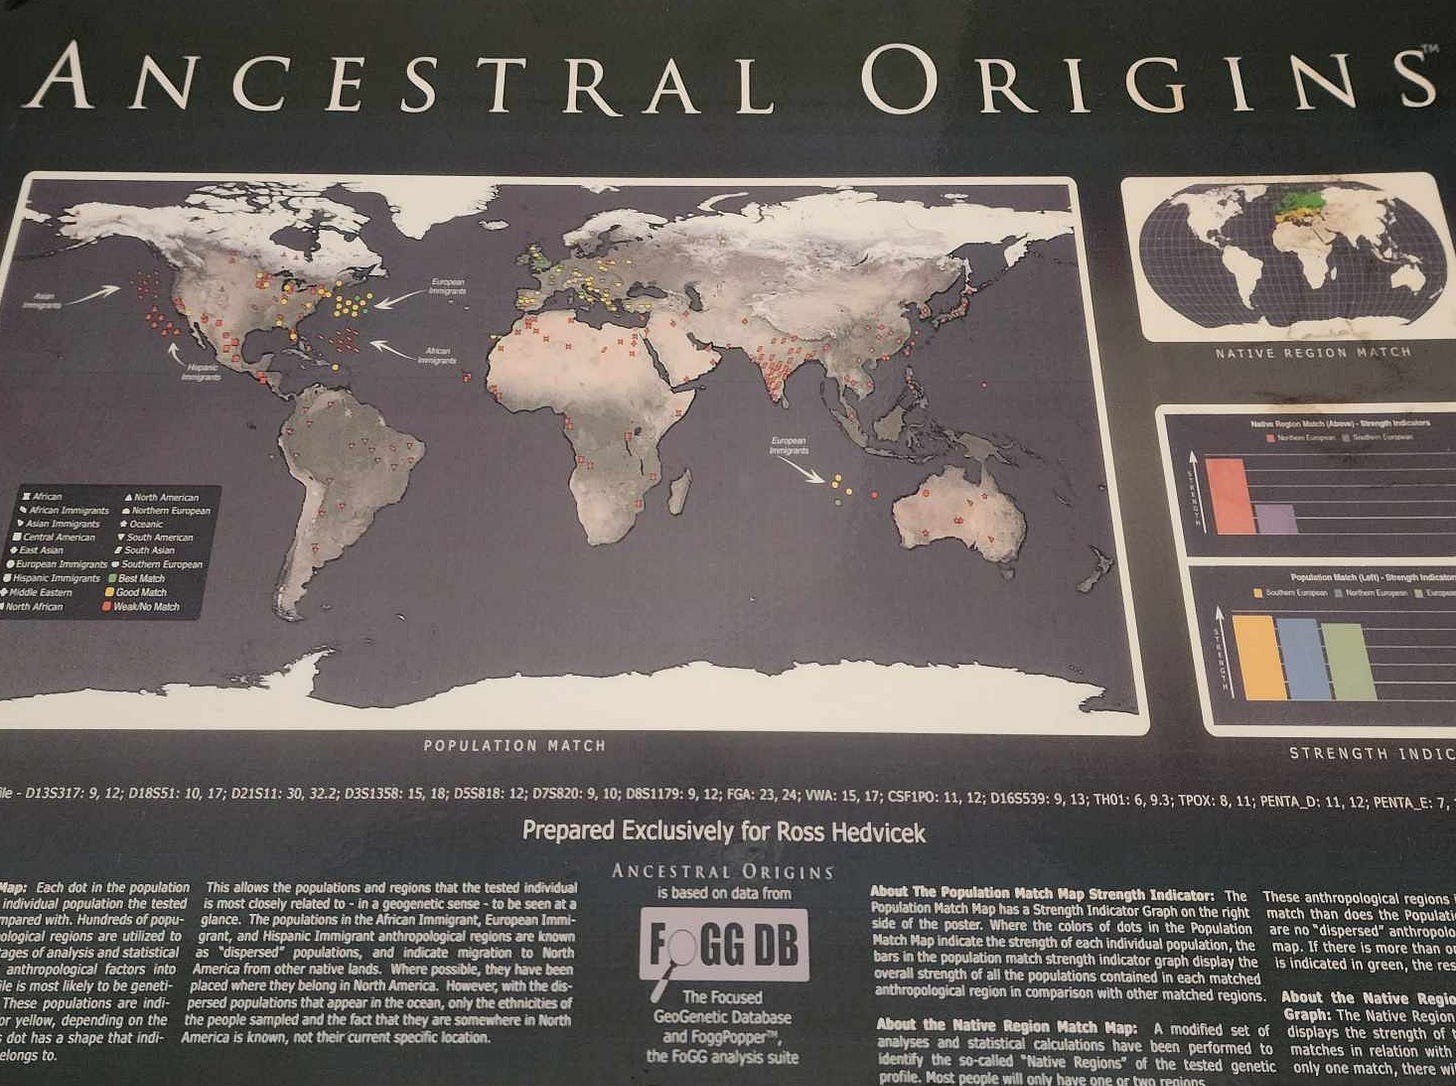 ANCESTRAL ORIGINS™
Asian
Immigrants
European
Immigrants
African
Immigrants
Hispanic
Immigrants
European
Immigrants
African
African Immigrants
Asian Immigrants
Central American
East Asian
European Immigrants
Hispanic Immigrants
Middle Eastern
North African
North American
Northern European
Oceanic
South American
South Asian
Southern European
Best Match
Good Match
Weak/No Match
POPULATION MATCH
NATIVE REGION MATCH
Native Region Match (Above) - Strength Indicators
Northern European Southern European
STRENGTH
Population Match (Left) - Strength Indicator
Southern European Northern European Europe
STRENGTH
STRENGTH INDIC
ile - D13S317: 9, 12; D18S51: 10, 17; D21S11: 30, 32.2; D3S1358: 15, 18; D5S818: 12; D7S820: 9, 10; D8S1179: 9, 12; FGA: 23, 24; VWA: 15, 17; CSF1PO: 11, 12; D16S539: 9, 13; TH01: 6, 9.3; TPOX: 8, 11; PENTA_D: 11, 12; PENTA_E: 7,
Prepared Exclusively for Ross Hedvicek
Map: Each dot in the population
individual population the tested
mpared with. Hundreds of popu-
ological regions are utilized to
ages of analysis and statistical
anthropological factors into
ile is most likely to be geneti-
These populations are indi-
or yellow, depending on the
s dot has a shape that indi-
elongs to.
This allows the populations and regions that the tested individual
is most closely related to - in a geogenetic sense - to be seen at a
glance. The populations in the African Immigrant, European Immi-
grant, and Hispanic Immigrant anthropological regions are known
as "dispersed" populations, and indicate migration to North
America from other native lands. Where possible, they have been
placed where they belong in North America. However, with the dis-
persed populations that appear in the ocean, only the ethnicities of
the people sampled and the fact that they are somewhere in North
America is known, not their current specific location.
ANCESTRAL ORIGINS
is based on data from
FOGG DB
The Focused
GeoGenetic Database
and FoggPopper™,
the FoGG analysis suite
About The Population Match Map Strength Indicator: The
Population Match Map has a Strength Indicator Graph on the right
side of the poster. Where the colors of dots in the Population
Match Map indicate the strength of each individual population, the
bars in the population match strength indicator graph display the
overall strength of all the populations contained in each matched
anthropological region in comparison with other matched regions.
About the Native Region Match Map: A modified set of
analyses and statistical calculations have been performed to
identify the so-called "Native Regions" of the tested genetic
profile. Most people will only have one or two regions
These anthropological regions
match than does the Populat
are no "dispersed" anthropolo
map. If there is more than o
is indicated in green, the res
About the Native Regio
Graph: The Native Region
displays the strength of t
matches in relation with
only one match, there wi